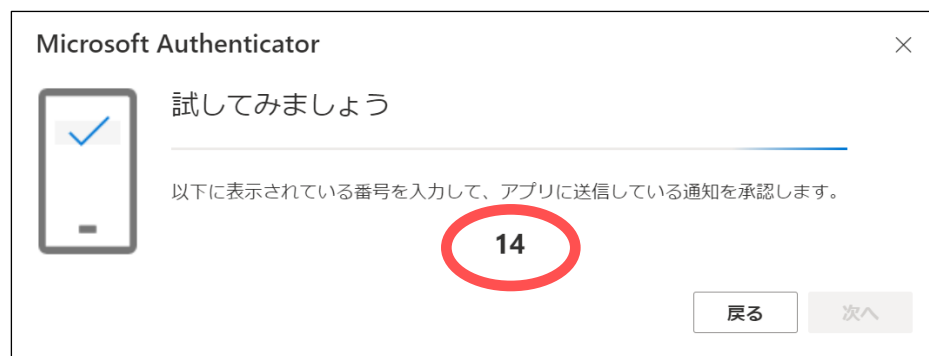 Microsoft Authenticator
試してみましょう
以下に表示されている番号を入力して、アプリに送信している通知を承認します。
14
戻る
次へ